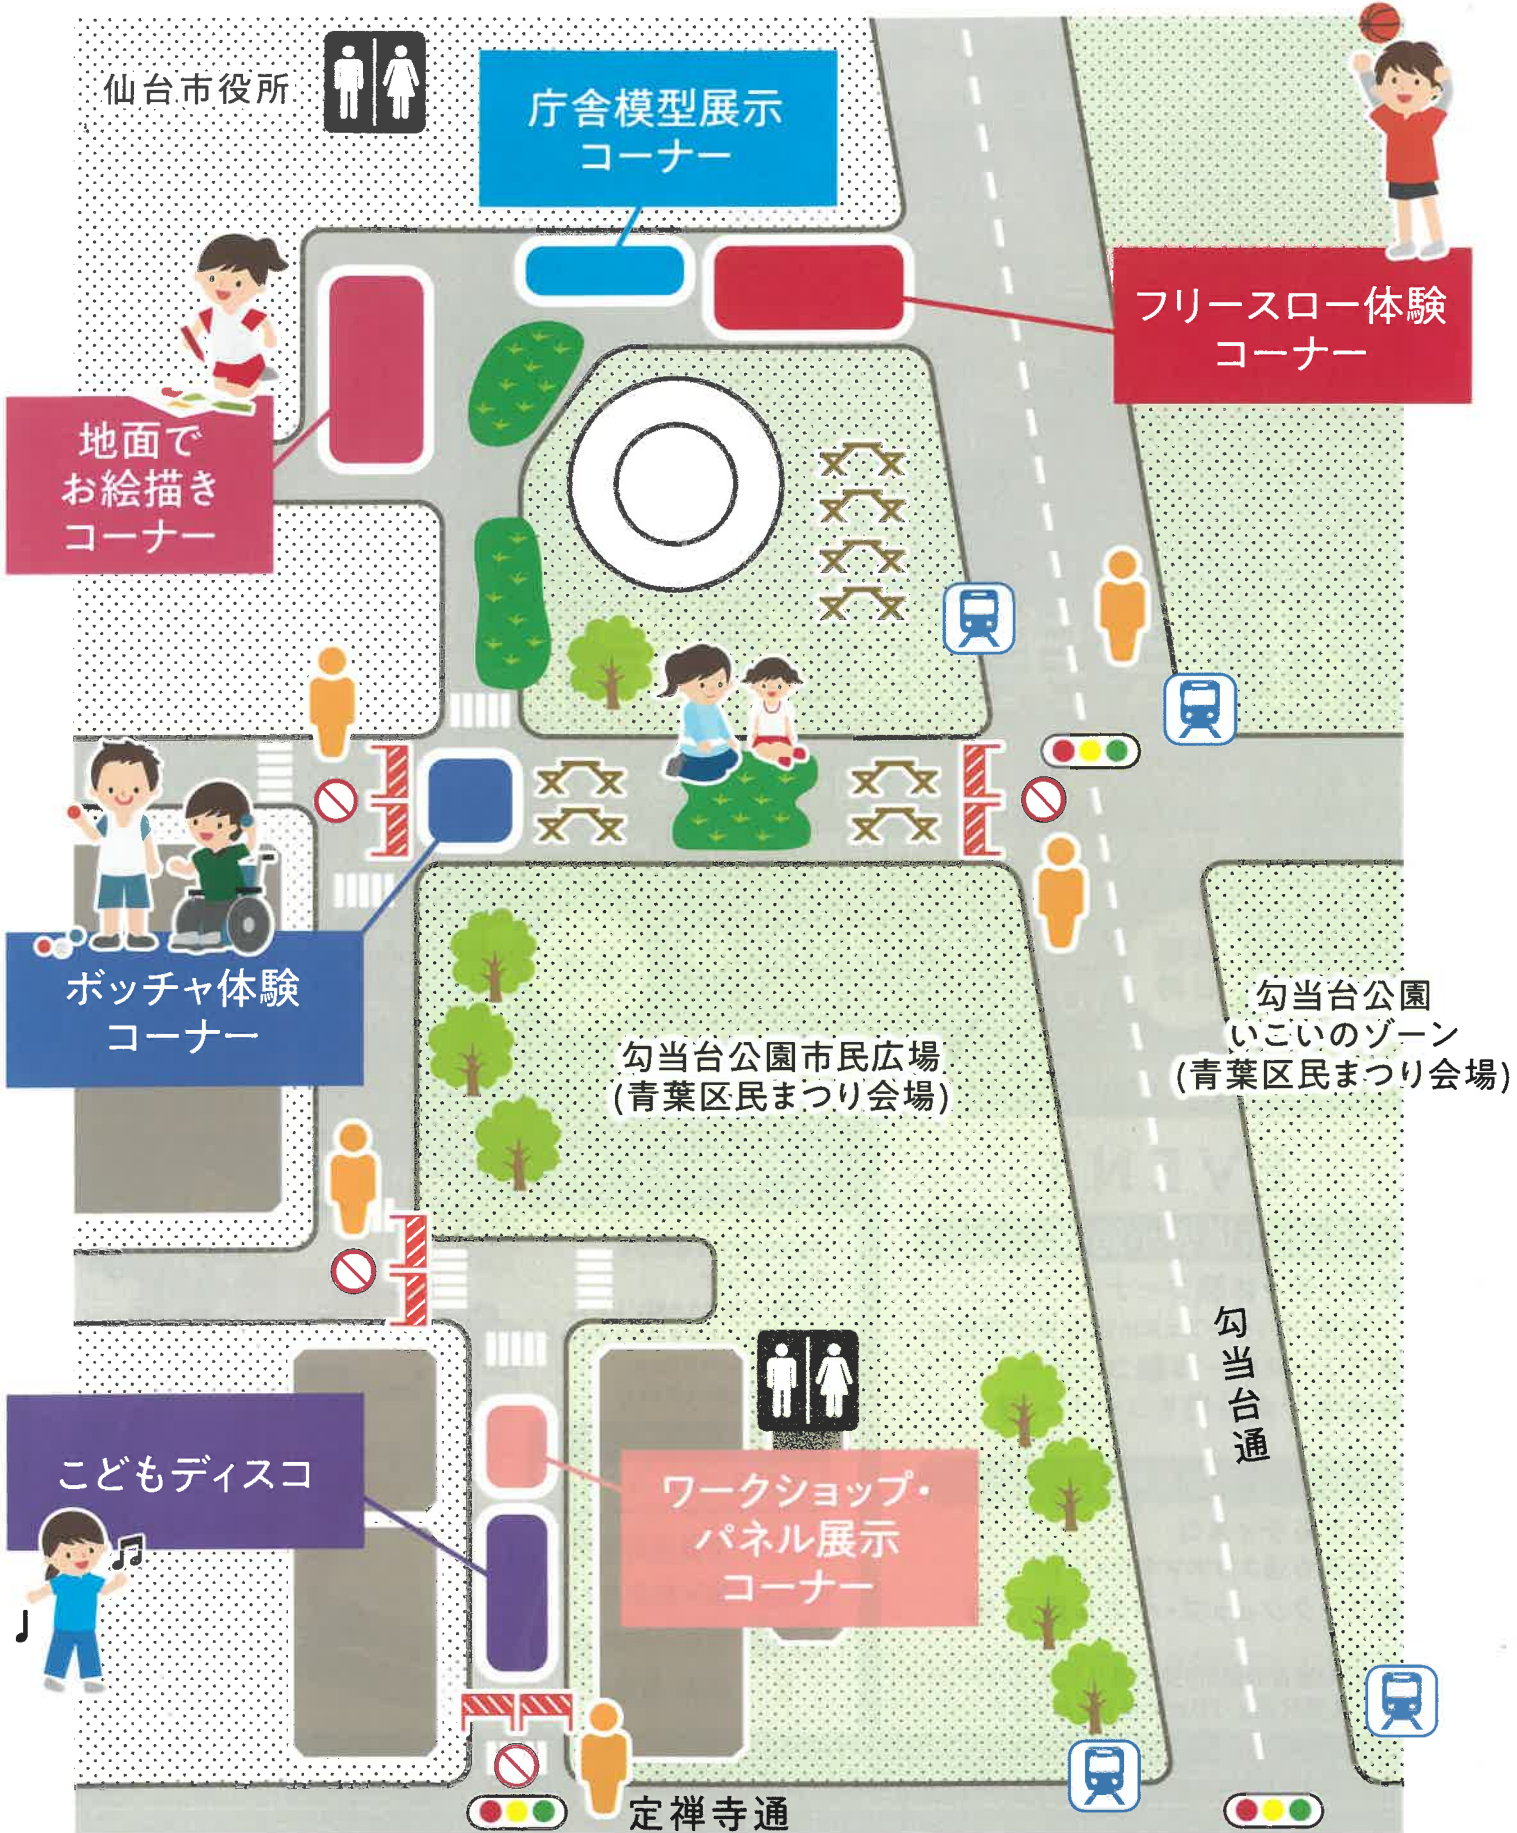 仙台市役所
庁舎模型展示
コーナー
フリースロー体験
コーナー
地面で
お絵描き
コーナー
ボッチャ体験
コーナー
勾当台公園市民広場
(青葉区民まつり会場)
勾当台公園
いこいのゾーン
(青葉区民まつり会場)
勾当台通
こどもディスコ
ワークショップ・
パネル展示
コーナー
定禅寺通